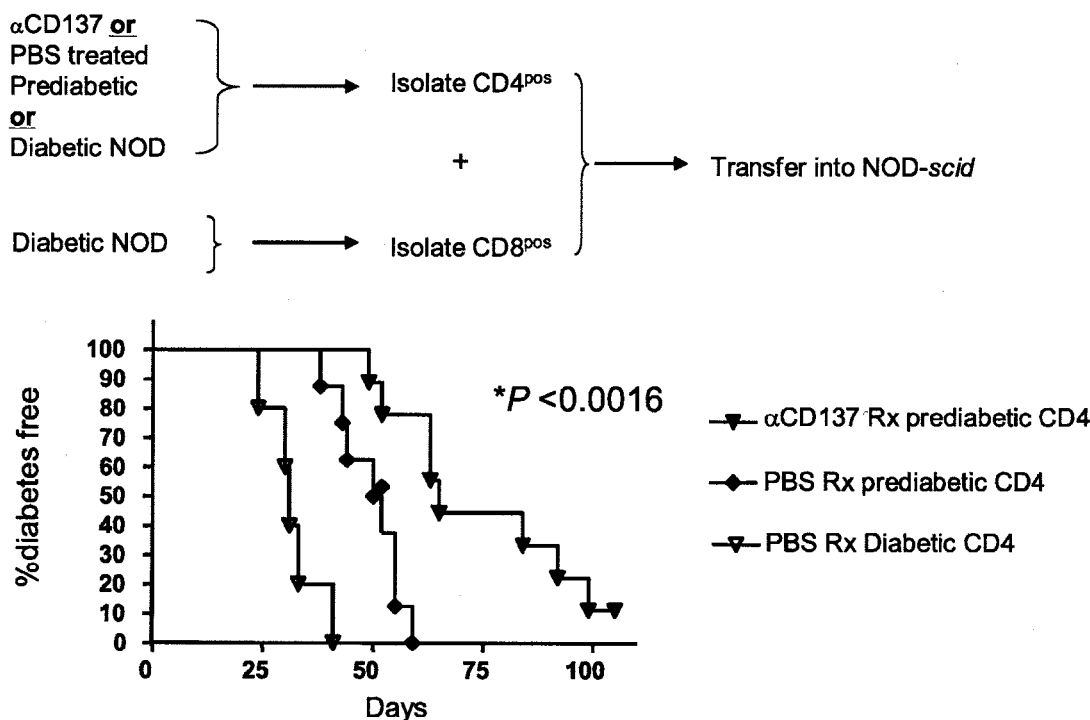 αCD137 or
PBS treated
Prediabetic
or
Diabetic NOD
Isolate CD4pos
+
Transfer into NOD-scid
Diabetic NOD
Isolate CD8pos
%diabetes free
100
90
80
70
60
50
40
30
20
10
0
0 25 50 75 100
Days
*P <0.0016
αCD137 Rx prediabetic CD4
PBS Rx prediabetic CD4
PBS Rx Diabetic CD4